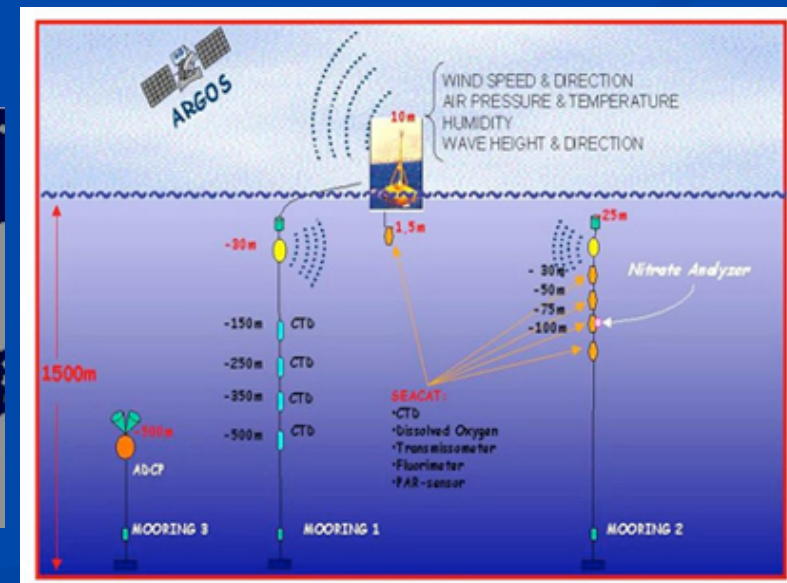 ARGOS
WIND SPEED & DIRECTION
AIR PRESSURE & TEMPERATURE
HUMIDITY
WAVE HEIGHT & DIRECTION
10m
-30m
1,5m
25m
- 30m
-50m
-75m
-100m
Nitrate Analyzer
-150m CTD
-250m CTD
-350m CTD
-500m CTD
1500m
SEACAT:
•CTD
•Dissolved Oxygen
•Transmissometer
•Fluorimeter
•PAR-sensor
-500m
ADCP
MOORING 3
MOORING 1
MOORING 2